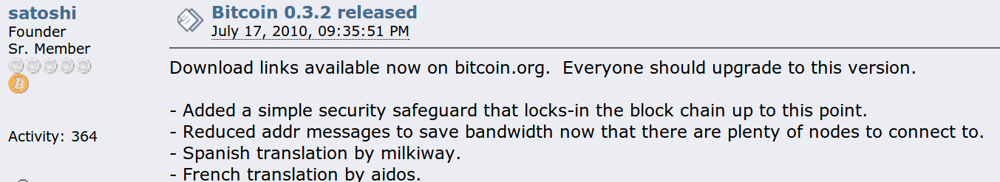 satoshi
Founder
Sr. Member
Activity: 364
Bitcoin 0.3.2 released
July 17, 2010, 09:35:51 PM
Download links available now on bitcoin.org.  Everyone should upgrade to this version.
- Added a simple security safeguard that locks-in the block chain up to this point.
- Reduced addr messages to save bandwidth now that there are plenty of nodes to connect to.
- Spanish translation by milkiway.
- French translation by aidos.